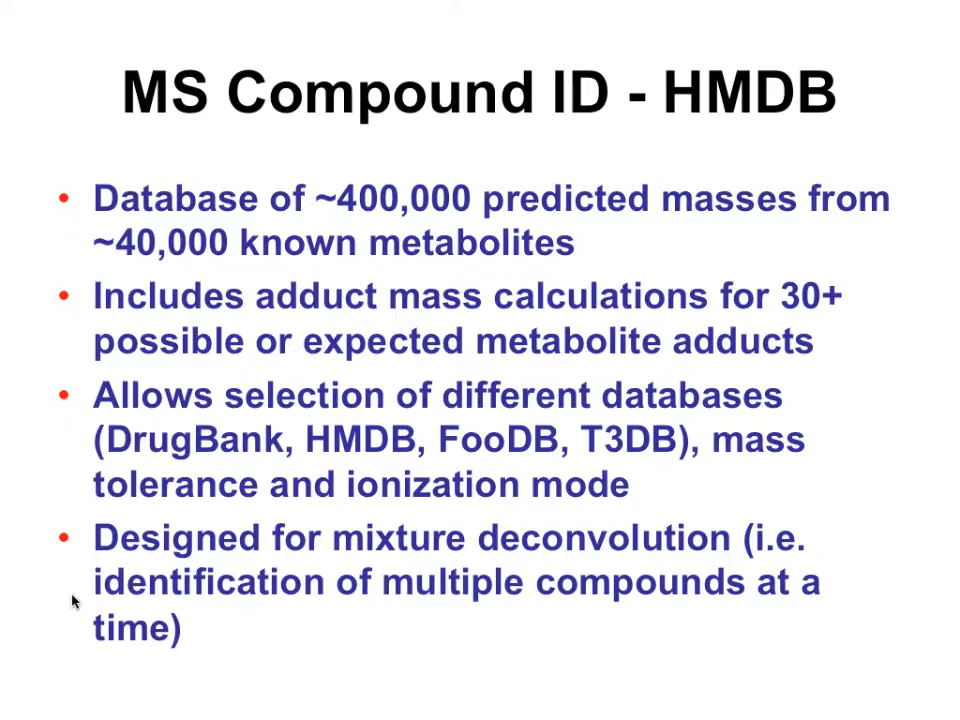 MS Compound ID - HMDB
• Database of ~400,000 predicted masses from
~40,000 known metabolites
• Includes adduct mass calculations for 30+
possible or expected metabolite adducts
• Allows selection of different databases
(DrugBank, HMDB, FooDB, T3DB), mass
tolerance and ionization mode
• Designed for mixture deconvolution (i.e.
identification of multiple compounds at a
time)